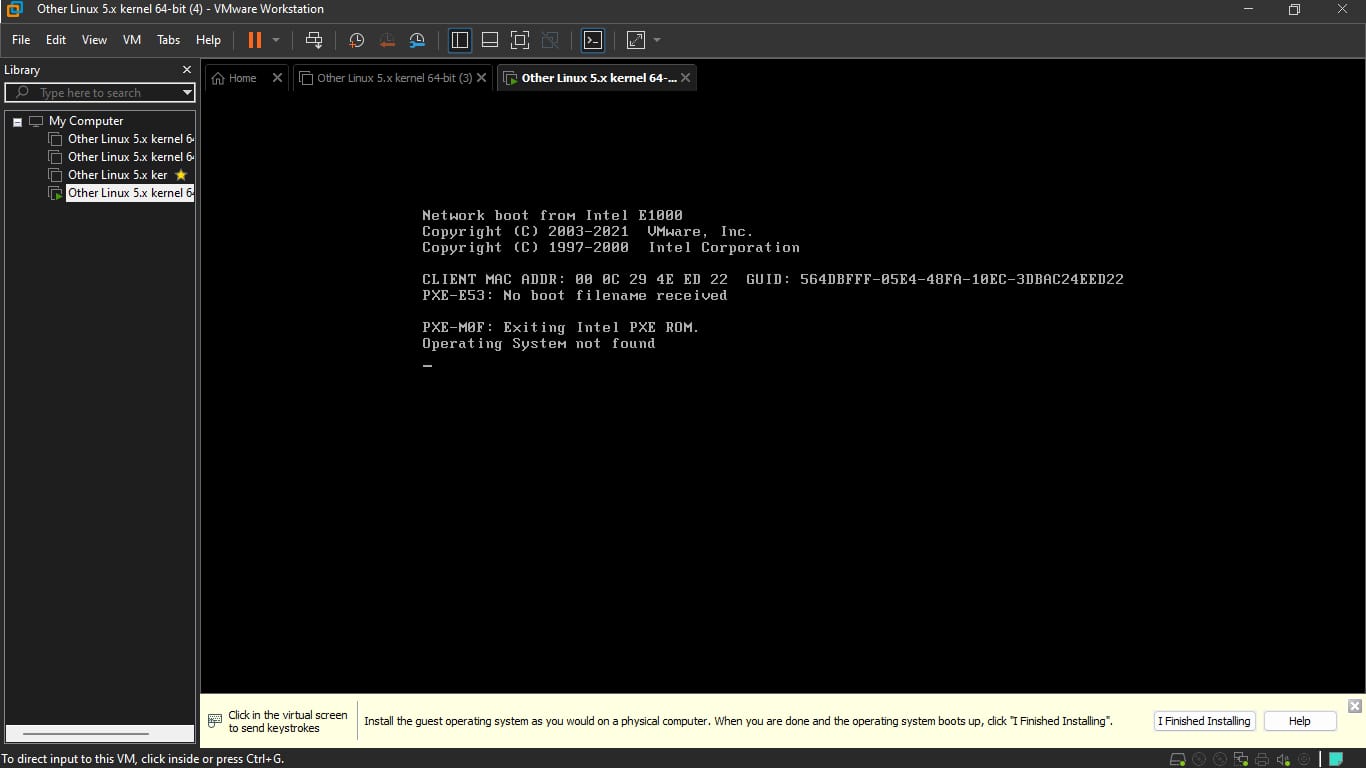 Other Linux 5.x kernel 64-bit (4) - VMware Workstation
File Edit View VM Tabs Help
Library
Type here to search
My Computer
Other Linux 5.x kernel 64
Other Linux 5.x kernel 64
Other Linux 5.x ker
Other Linux 5.x kernel 64
Home
Other Linux 5.x kernel 64-bit (3)
Other Linux 5.x kernel 64-...
Network boot from Intel E1000
Copyright (C) 2003-2021 VMware, Inc.
Copyright (C) 1997-2000 Intel Corporation
CLIENT MAC ADDR: 00 0C 29 4E ED 22 GUID: 564DBFFF-05E4-48FA-10EC-3DBAC24EED22
PXE-E53: No boot filename received
PXE-M0F: Exiting Intel PXE ROM.
Operating System not found
Click in the virtual screen
to send keystrokes
Install the guest operating system as you would on a physical computer. When you are done and the operating system boots up, click "I Finished Installing".
I Finished Installing
Help
To direct input to this VM, click inside or press Ctrl+G.